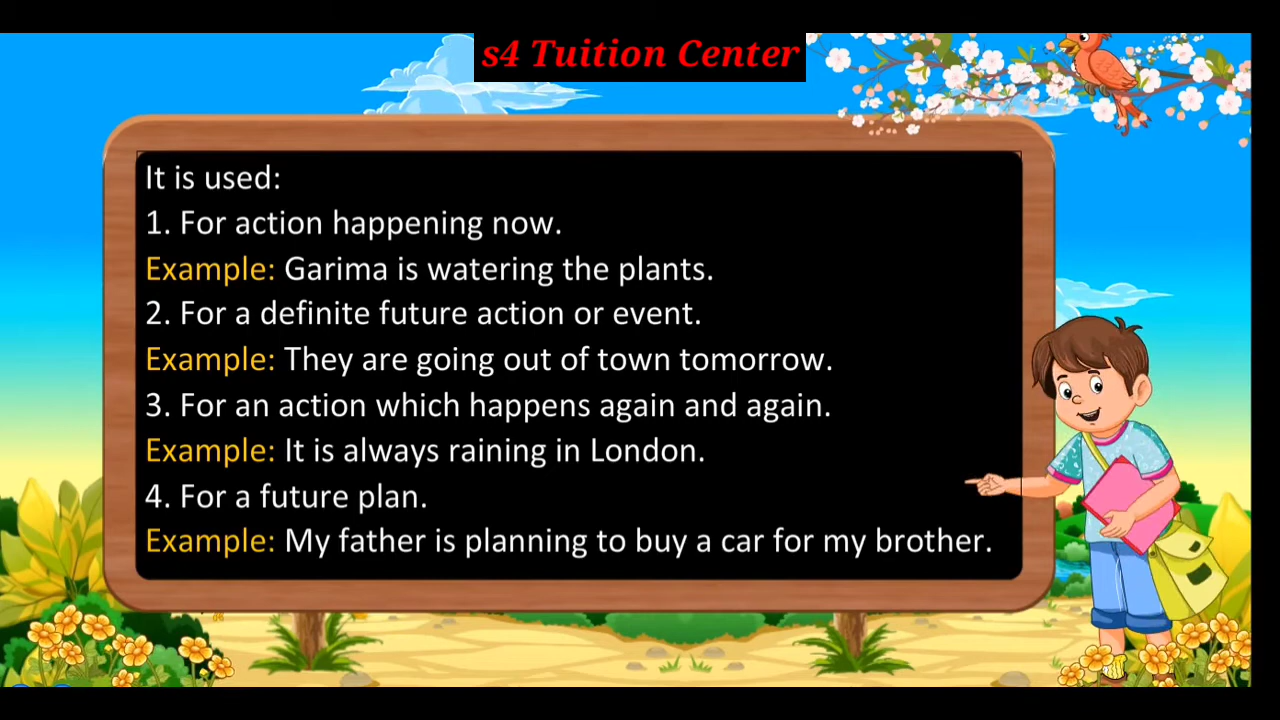 s4 Tuition Center
It is used:
1. For action happening now.
Example: Garima is watering the plants.
2. For a definite future action or event.
Example: They are going out of town tomorrow.
3. For an action which happens again and again.
Example: It is always raining in London.
4. For a future plan.
Example: My father is planning to buy a car for my brother.